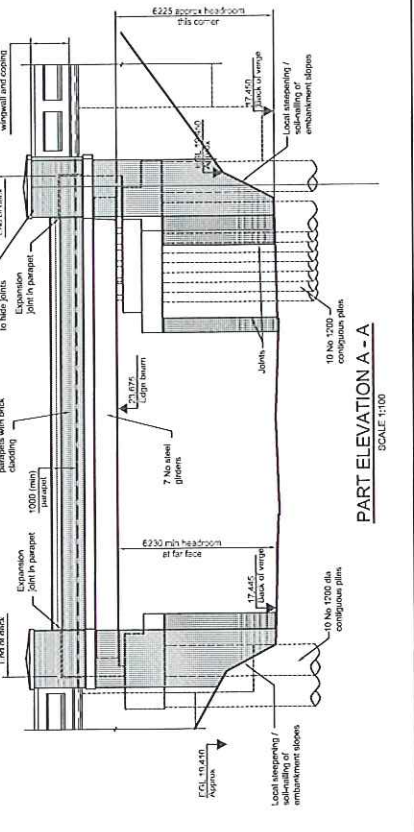 6225 approx headroom
this corner
wingwall and coping
to hide joints
Expansion
joint in parapet
parapets with brick
cladding
1000 (min)
parapet
Expansion
joint in parapet
17.450
Back of verge
Local steepening /
soil-nailing of
embankment slopes
23.675
Edge beam
7 No steel
girders
Joints
6230 min headroom
at far face
17.445
Back of verge
10 No 1200
contiguous piles
10 No 1200 dia
contiguous piles
Approx
Local steepening /
soil-nailing of
embankment slopes
PART ELEVATION A - A
SCALE 1:100